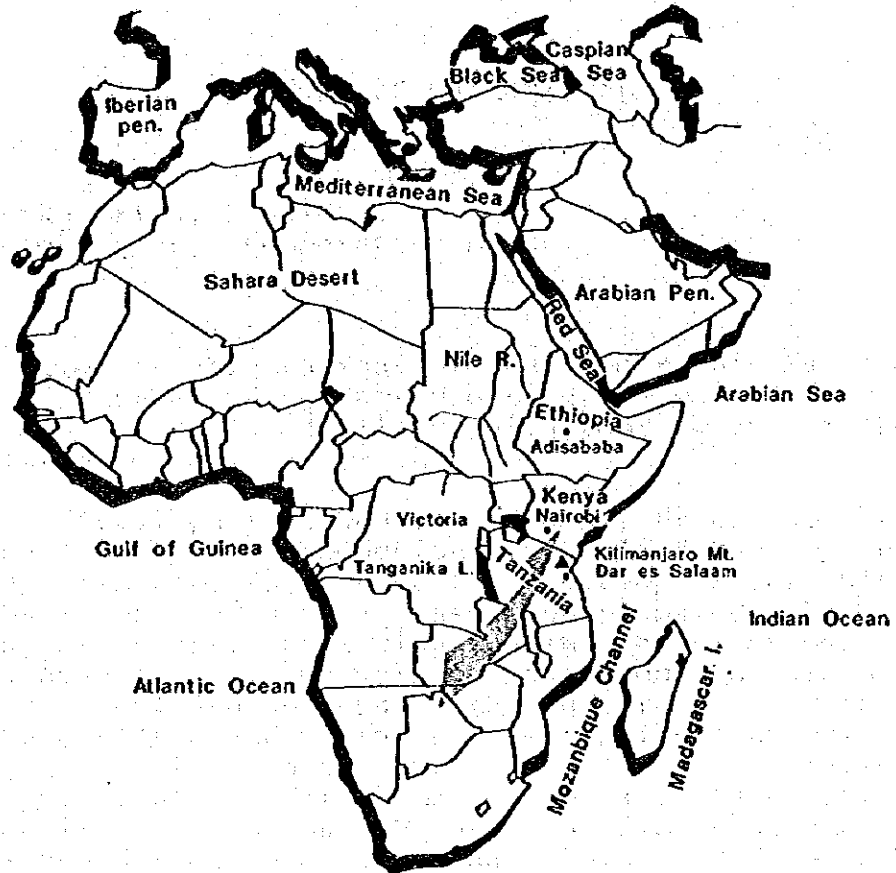 Caspian
Black Sea Sea
Iberian
pen.
Mediterranean Sea
Sahara Desert
Arabian Pen.
Red Sea
Nile R.
Arabian Sea
Ethiopia
Adisababa
Kenya
Nairobi
Victoria
Gulf of Guinea
Kilimanjaro Mt.
Dar es Salaam
Tanganika L.
Tanzania
Indian Ocean
Mozanbique Channel
Madagascar I.
Atlantic Ocean